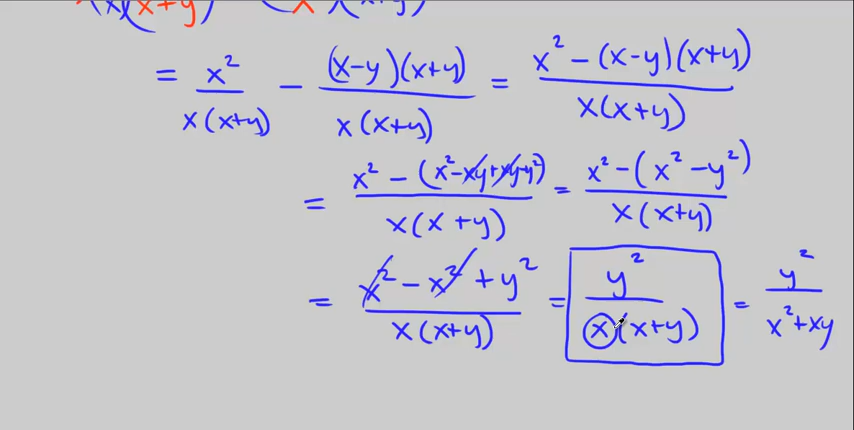 (x)(x+y) (x)(x+y)
= x² / x(x+y) − (x−y)(x+y) / x(x+y) = x² − (x−y)(x+y) / x(x+y)
= x² − (x²−xy+xy−y²) / x(x+y) = x² − (x² − y²) / x(x+y)
= x² − x² + y² / x(x+y) = y² / x(x+y) = y² / x²+xy